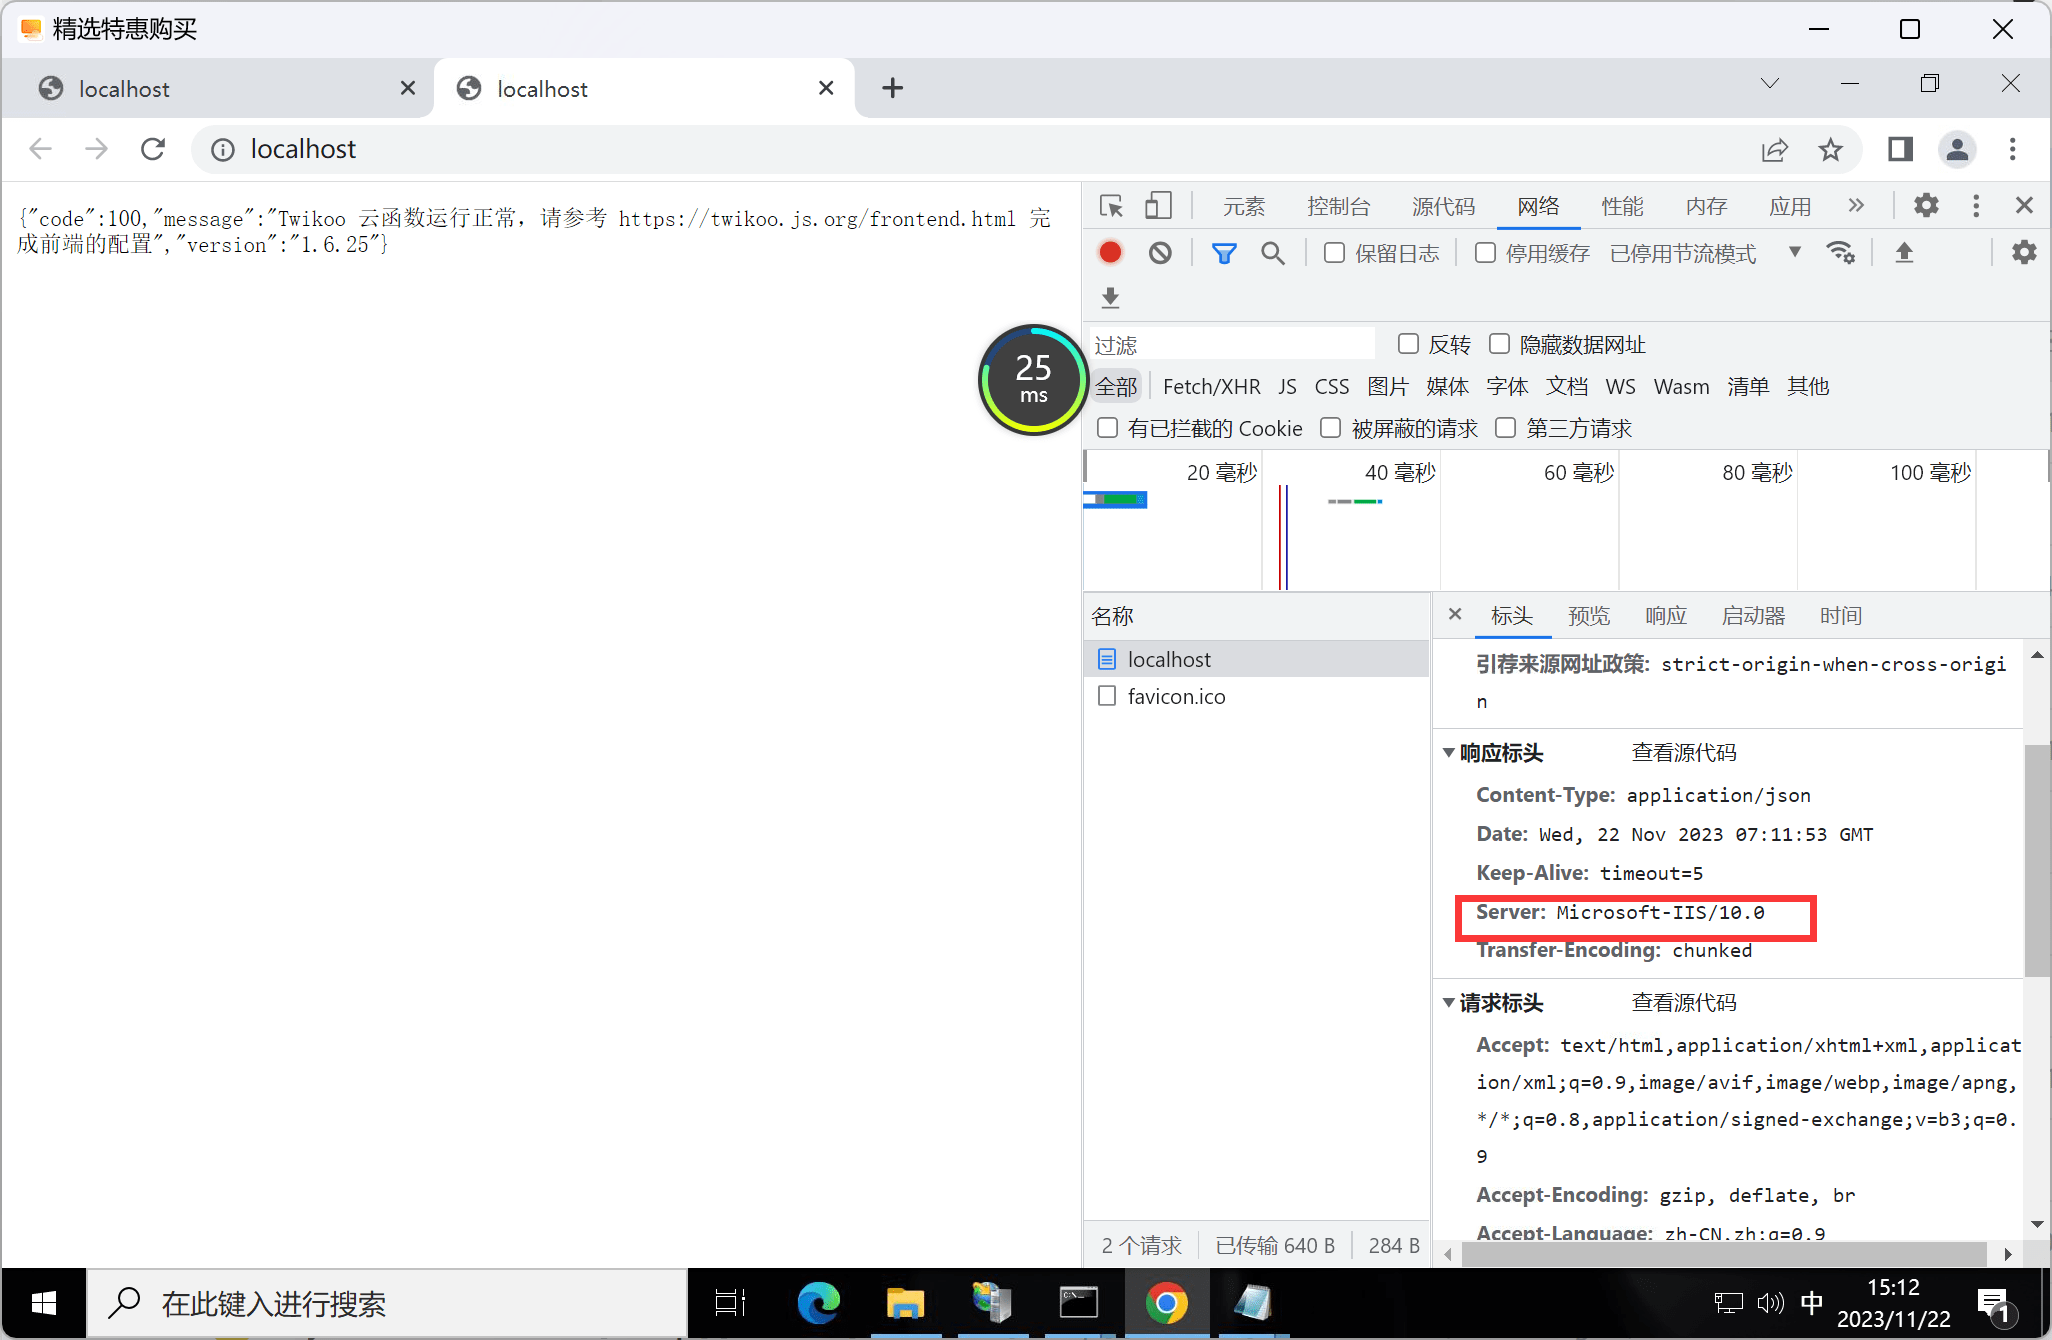 精选特惠购买
localhost
localhost
localhost
{"code":100,"message":"Twikoo 云函数运行正常，请参考 https://twikoo.js.org/frontend.html 完
成前端的配置","version":"1.6.25"}
25
ms
元素 控制台 源代码 网络 性能 内存 应用 »
保留日志 停用缓存 已停用节流模式
过滤 反转 隐藏数据网址
全部 Fetch/XHR JS CSS 图片 媒体 字体 文档 WS Wasm 清单 其他
有已拦截的 Cookie 被屏蔽的请求 第三方请求
20 毫秒 40 毫秒 60 毫秒 80 毫秒 100 毫秒
名称
localhost
favicon.ico
2 个请求 已传输 640 B 284 B
标头 预览 响应 启动器 时间
引荐来源网址政策: strict-origin-when-cross-origi
n
响应标头 查看源代码
Content-Type: application/json
Date: Wed, 22 Nov 2023 07:11:53 GMT
Keep-Alive: timeout=5
Server: Microsoft-IIS/10.0
Transfer-Encoding: chunked
请求标头 查看源代码
Accept: text/html,application/xhtml+xml,applicat
ion/xml;q=0.9,image/avif,image/webp,image/apng,
*/*;q=0.8,application/signed-exchange;v=b3;q=0.
9
Accept-Encoding: gzip, deflate, br
Accept-Language: zh-CN,zh;q=0.9
在此键入进行搜索
C:\
中
15:12
2023/11/22
1